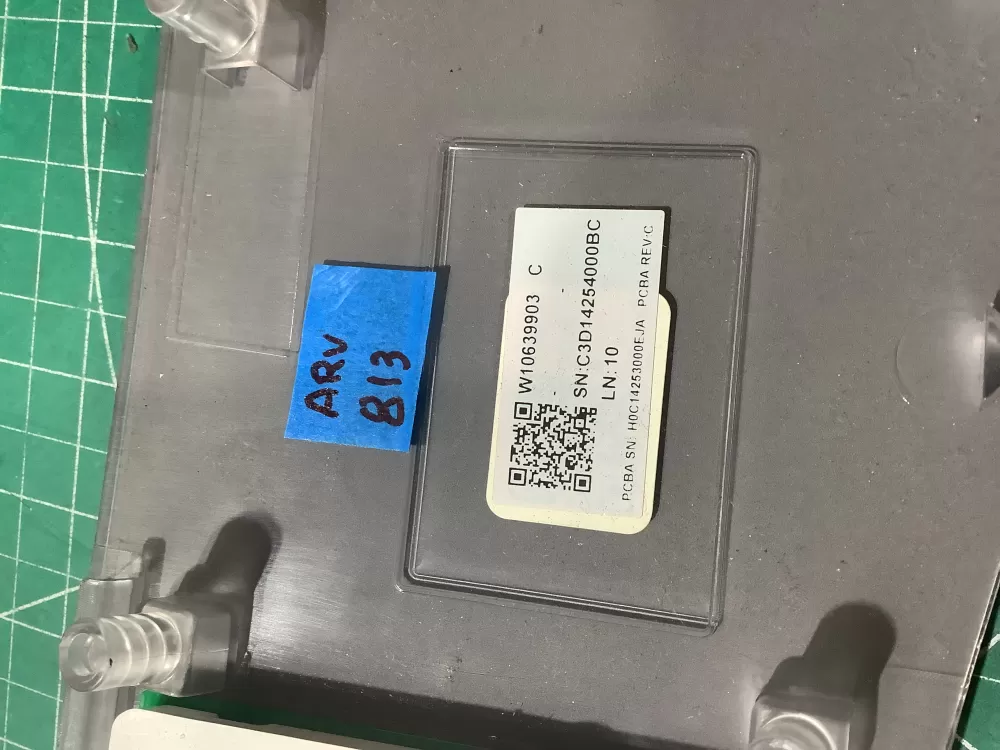 ARV
813
W10639903 C
SN:C3D14254000BC
LN: 10
PCBA SN: H0C14253000EJA PCBA REV:C